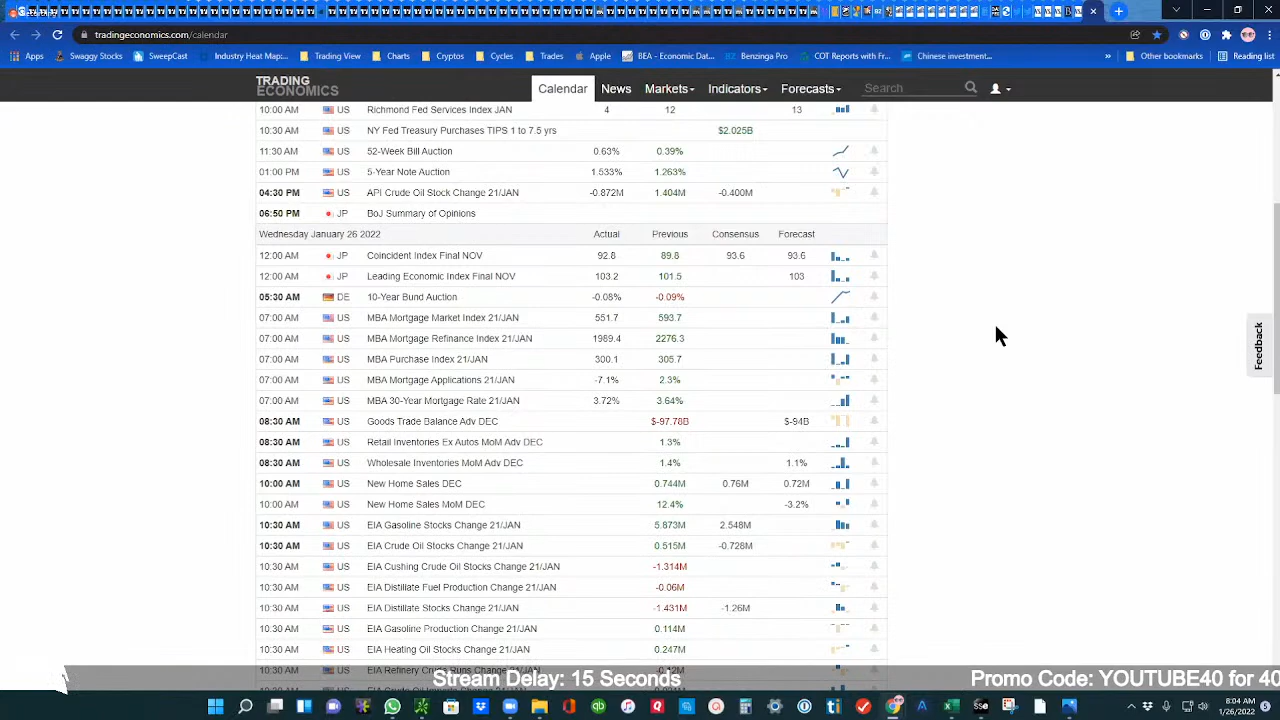 tradingeconomics.com/calendar
Apps Swaggy Stocks SweepCast Industry Heat Map... Trading View Charts Crypto Cycles Trades Apple BEA - Economic Dat... Benzinga Pro COT reports with Fr... Chinese investment... » Other bookmarks Reading list
TRADING
ECONOMICS
Calendar News Markets Indicators Forecasts Search
10:00 AM US Richmond Fed Services Index JAN 4 12 13
10:30 AM US NY Fed Treasury Purchases TIPS 1 to 7.5 yrs $2.025B
11:30 AM US 52-Week Bill Auction 0.63% 0.39%
01:00 PM US 5-Year Note Auction 1.533% 1.263%
04:30 PM US API Crude Oil Stock Change 21/JAN -0.872M 1.404M -0.400M
06:50 PM JP BoJ Summary of Opinions
Wednesday January 26 2022 Actual Previous Consensus Forecast
12:00 AM JP Coincident Index Final NOV 92.8 89.8 93.6 93.6
12:00 AM JP Leading Economic Index Final NOV 103.2 101.5 103
05:30 AM DE 10-Year Bund Auction -0.08% -0.09%
07:00 AM US MBA Mortgage Market Index 21/JAN 551.7 593.7
07:00 AM US MBA Mortgage Refinance Index 21/JAN 1989.4 2276.3
07:00 AM US MBA Purchase Index 21/JAN 300.1 305.7
07:00 AM US MBA Mortgage Applications 21/JAN -7.1% 2.3%
07:00 AM US MBA 30-Year Mortgage Rate 21/JAN 3.72% 3.64%
08:30 AM US Goods Trade Balance Adv DEC $-97.78B $-94B
08:30 AM US Retail Inventories Ex Autos MoM Adv DEC 1.3%
08:30 AM US Wholesale Inventories MoM Adv DEC 1.4% 1.1%
10:00 AM US New Home Sales DEC 0.744M 0.76M 0.72M
10:00 AM US New Home Sales MoM DEC 12.4% -3.2%
10:30 AM US EIA Gasoline Stocks Change 21/JAN 5.873M 2.548M
10:30 AM US EIA Crude Oil Stocks Change 21/JAN 0.515M -0.728M
10:30 AM US EIA Cushing Crude Oil Stocks Change 21/JAN -1.314M
10:30 AM US EIA Distillate Fuel Production Change 21/JAN -0.06M
10:30 AM US EIA Distillate Stocks Change 21/JAN -1.431M -1.26M
10:30 AM US EIA Gasoline Production Change 21/JAN 0.114M
10:30 AM US EIA Heating Oil Stocks Change 21/JAN 0.247M
10:30 AM US EIA Refinery Crude Runs Change 21/JAN
Feedback
Stream Delay: 15 Seconds Promo Code: YOUTUBE40 for 40
8:04 AM
1/26/2022